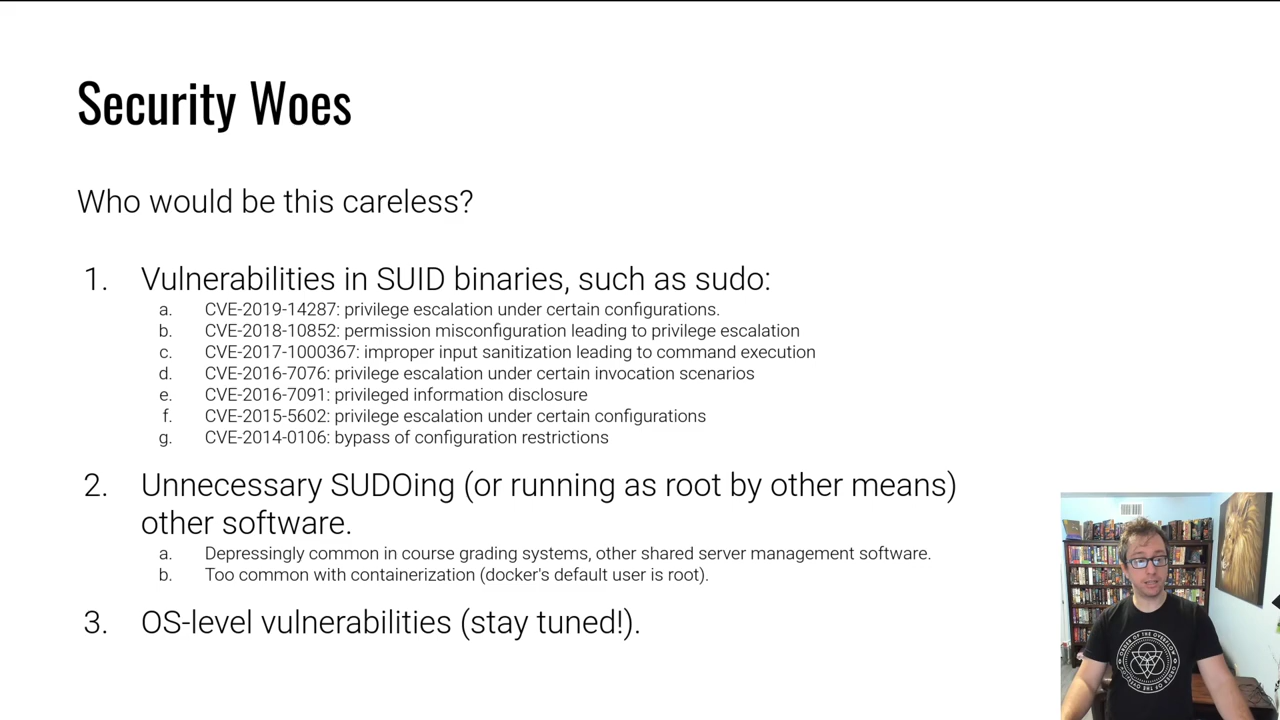 Security Woes
Who would be this careless?
1. Vulnerabilities in SUID binaries, such as sudo:
a. CVE-2019-14287: privilege escalation under certain configurations.
b. CVE-2018-10852: permission misconfiguration leading to privilege escalation
c. CVE-2017-1000367: improper input sanitization leading to command execution
d. CVE-2016-7076: privilege escalation under certain invocation scenarios
e. CVE-2016-7091: privileged information disclosure
f. CVE-2015-5602: privilege escalation under certain configurations
g. CVE-2014-0106: bypass of configuration restrictions
2. Unnecessary SUDOing (or running as root by other means)
other software.
a. Depressingly common in course grading systems, other shared server management software.
b. Too common with containerization (docker's default user is root).
3. OS-level vulnerabilities (stay tuned!).
ORDER OF THE OVERFLOW